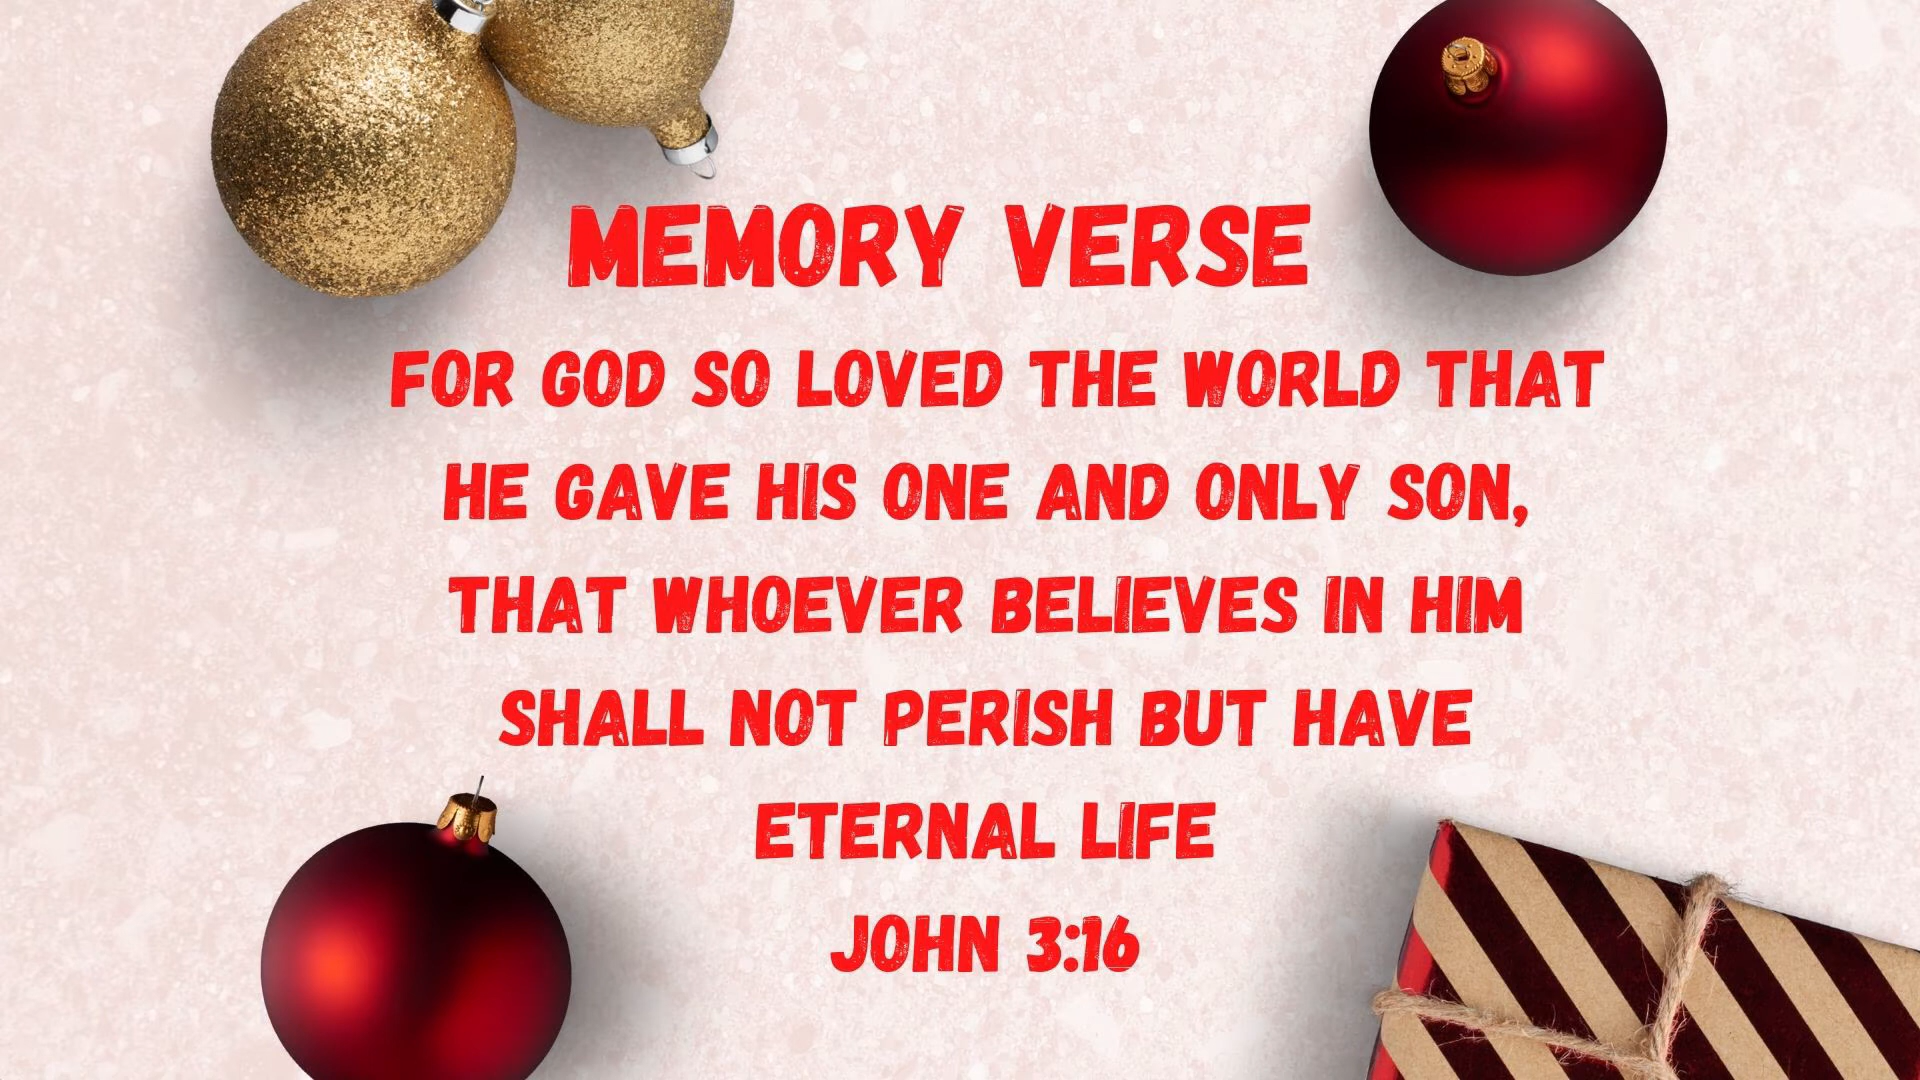 MEMORY VERSE
FOR GOD SO LOVED THE WORLD THAT
HE GAVE HIS ONE AND ONLY SON,
THAT WHOEVER BELIEVES IN HIM
SHALL NOT PERISH BUT HAVE
ETERNAL LIFE
JOHN 3:16